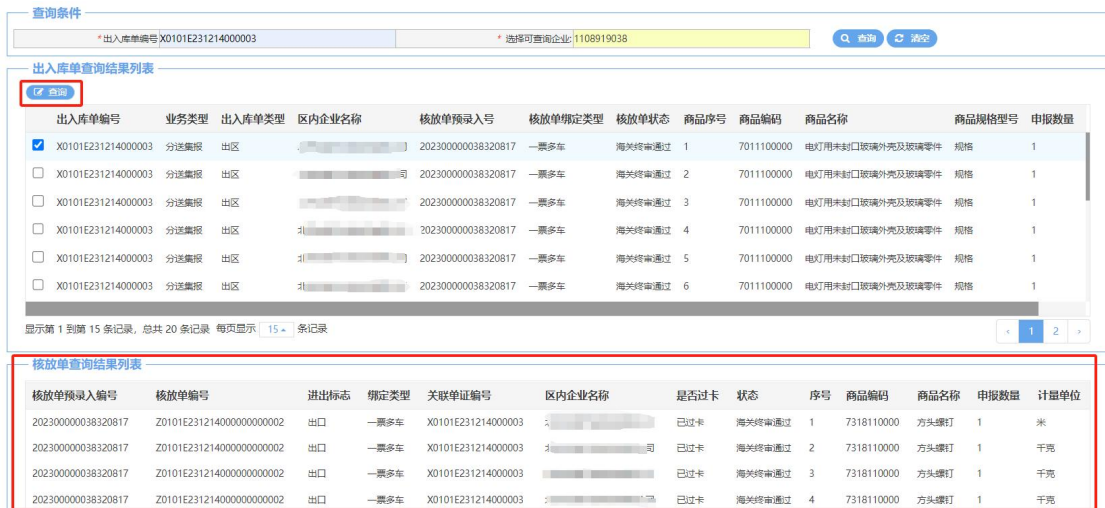 查询条件
*出入库单编号 X0101E231214000003 * 选择可查询企业: 1108919038 查询 清空
出入库单查询结果列表
查询
出入库单编号 业务类型 出入库单类型 区内企业名称 核放单预录入号 核放单绑定类型 核放单状态 商品序号 商品编码 商品名称 商品规格型号 申报数量
X0101E231214000003 分送集报 出区 202300000038320817 一票多车 海关终审通过 1 7011100000 电灯用未封口玻璃外壳及玻璃零件 规格 1
X0101E231214000003 分送集报 出区 202300000038320817 一票多车 海关终审通过 2 7011100000 电灯用未封口玻璃外壳及玻璃零件 规格 1
X0101E231214000003 分送集报 出区 202300000038320817 一票多车 海关终审通过 3 7011100000 电灯用未封口玻璃外壳及玻璃零件 规格 1
X0101E231214000003 分送集报 出区 202300000038320817 一票多车 海关终审通过 4 7011100000 电灯用未封口玻璃外壳及玻璃零件 规格 1
X0101E231214000003 分送集报 出区 202300000038320817 一票多车 海关终审通过 5 7011100000 电灯用未封口玻璃外壳及玻璃零件 规格 1
X0101E231214000003 分送集报 出区 202300000038320817 一票多车 海关终审通过 6 7011100000 电灯用未封口玻璃外壳及玻璃零件 规格 1
显示第 1 到第 15 条记录，总共 20 条记录 每页显示 15 条记录 ‹ 1 2 ›
核放单查询结果列表
核放单预录入编号 核放单编号 进出标志 绑定类型 关联单证编号 区内企业名称 是否过卡 状态 序号 商品编码 商品名称 申报数量 计量单位
202300000038320817 Z0101E231214000000000002 出口 一票多车 X0101E231214000003 已过卡 海关终审通过 1 7318110000 方头螺钉 1 米
202300000038320817 Z0101E231214000000000002 出口 一票多车 X0101E231214000003 司 已过卡 海关终审通过 2 7318110000 方头螺钉 1 千克
202300000038320817 Z0101E231214000000000002 出口 一票多车 X0101E231214000003 已过卡 海关终审通过 3 7318110000 方头螺钉 1 千克
202300000038320817 Z0101E231214000000000002 出口 一票多车 X0101E231214000003 已过卡 海关终审通过 4 7318110000 方头螺钉 1 千克